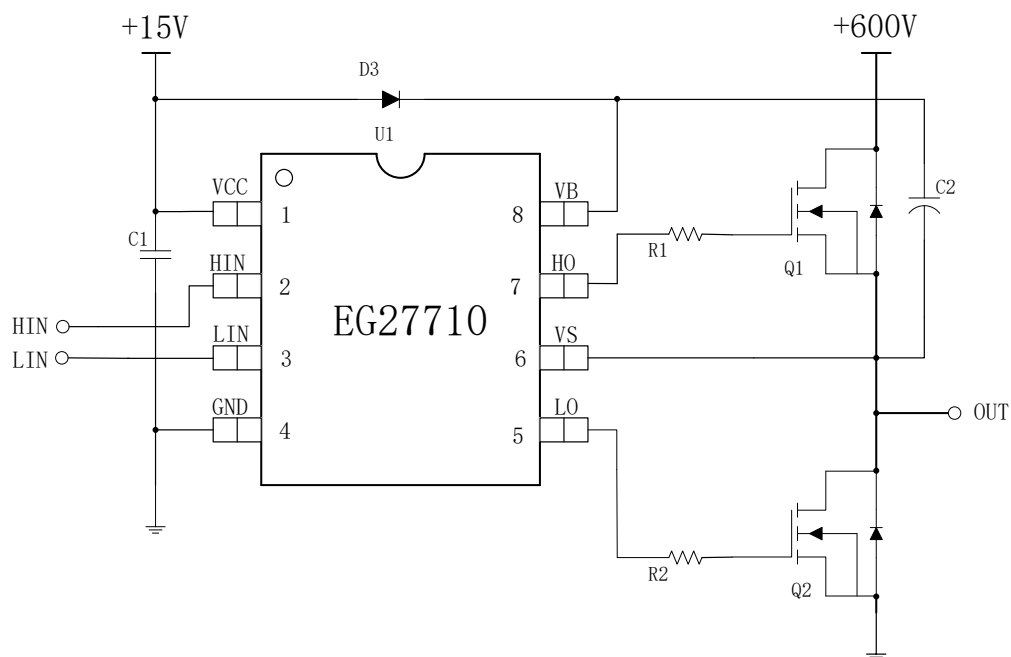 +15V
+600V
D3
U1
VCC
1
VB
8
C2
C1
HIN
2
HO
7
R1
Q1
EG27710
HIN
LIN
LIN
3
VS
6
GND
4
LO
5
OUT
R2
Q2